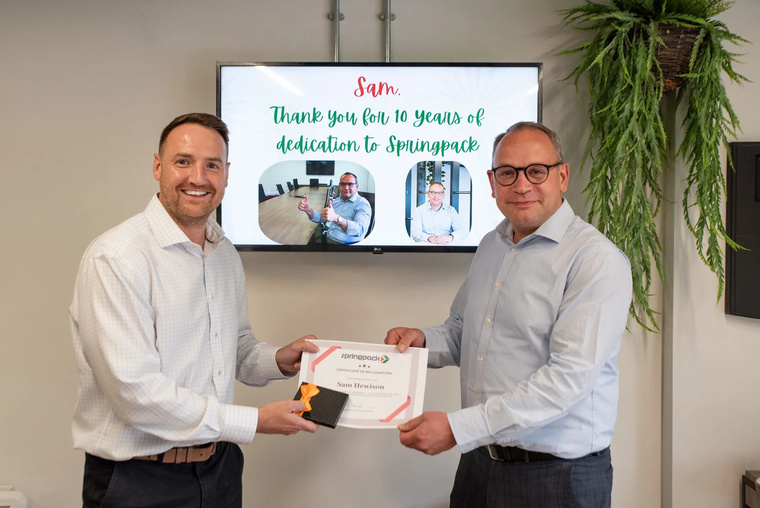 Sam,
Thank you for 10 Years of
dedication to Springpack
springpack
CERTIFICATE OF RECOGNITION
Sam Hewison